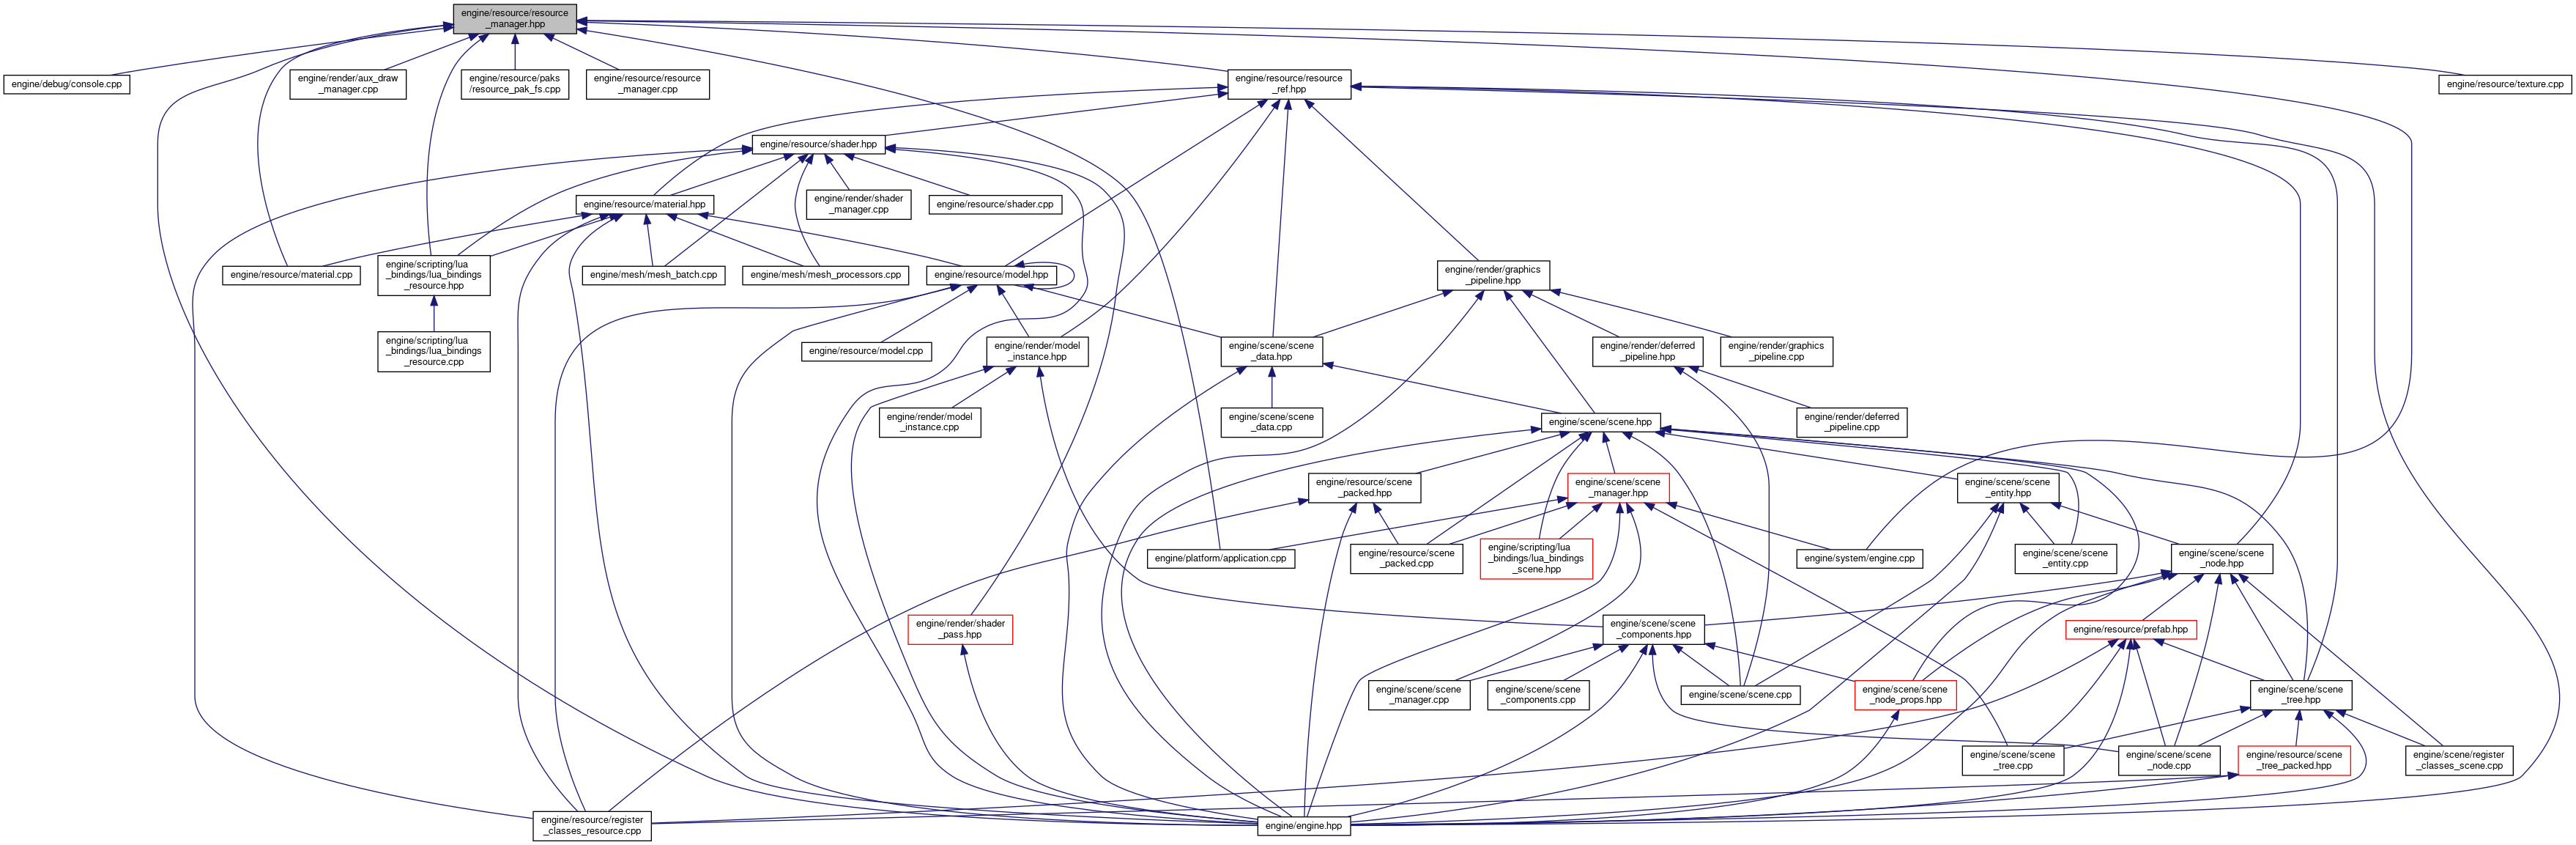 engine/resource/resource
_manager.hpp
engine/debug/console.cpp
engine/render/aux_draw
_manager.cpp
engine/resource/paks
/resource_pak_fs.cpp
engine/resource/resource
_manager.cpp
engine/resource/resource
_ref.hpp
engine/resource/texture.cpp
engine/resource/shader.hpp
engine/resource/material.hpp
engine/render/shader
_manager.cpp
engine/resource/shader.cpp
engine/resource/material.cpp
engine/scripting/lua
_bindings/lua_bindings
_resource.hpp
engine/mesh/mesh_batch.cpp
engine/mesh/mesh_processors.cpp
engine/resource/model.hpp
engine/render/graphics
_pipeline.hpp
engine/scripting/lua
_bindings/lua_bindings
_resource.cpp
engine/resource/model.cpp
engine/render/model
_instance.hpp
engine/scene/scene
_data.hpp
engine/render/deferred
_pipeline.hpp
engine/render/graphics
_pipeline.cpp
engine/render/model
_instance.cpp
engine/scene/scene
_data.cpp
engine/scene/scene.hpp
engine/render/deferred
_pipeline.cpp
engine/resource/scene
_packed.hpp
engine/scene/scene
_manager.hpp
engine/scene/scene
_entity.hpp
engine/platform/application.cpp
engine/resource/scene
_packed.cpp
engine/scripting/lua
_bindings/lua_bindings
_scene.hpp
engine/system/engine.cpp
engine/scene/scene
_entity.cpp
engine/scene/scene
_node.hpp
engine/render/shader
_pass.hpp
engine/scene/scene
_components.hpp
engine/resource/prefab.hpp
engine/scene/scene
_manager.cpp
engine/scene/scene
_components.cpp
engine/scene/scene.cpp
engine/scene/scene
_node_props.hpp
engine/scene/scene
_tree.hpp
engine/scene/scene
_tree.cpp
engine/scene/scene
_node.cpp
engine/resource/scene
_tree_packed.hpp
engine/scene/register
_classes_scene.cpp
engine/resource/register
_classes_resource.cpp
engine/engine.hpp